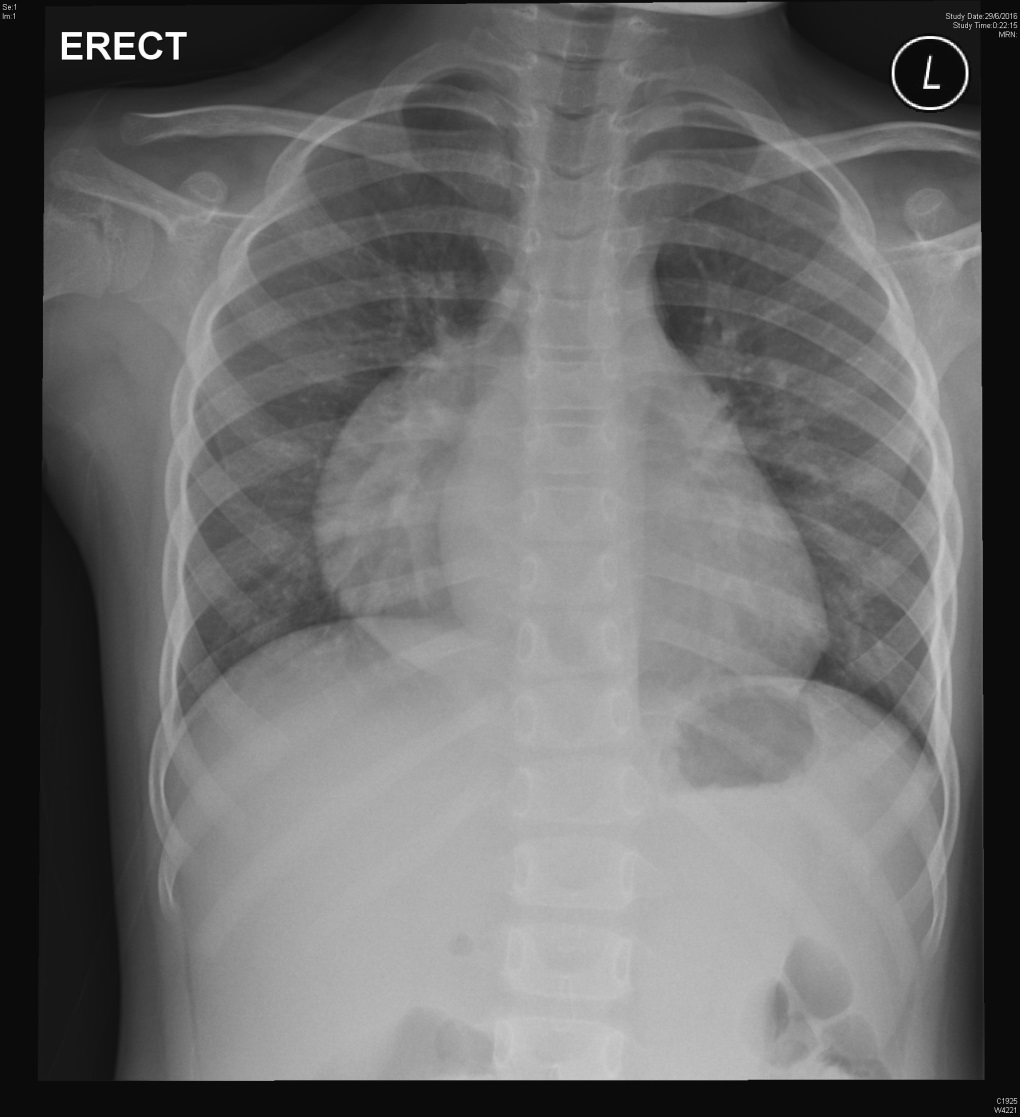 Se:1
Im:1
Study Date:29/6/2016
Study Time:0:22:15
MRN:
ERECT
L
C1925
W4221